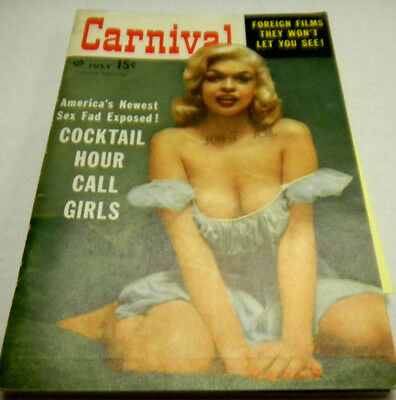 Carnival
FOREIGN FILMS
THEY WON'T
LET YOU SEE!
JULY 15¢
America's Newest
Sex Fad Exposed!
COCKTAIL
HOUR
CALL
GIRLS